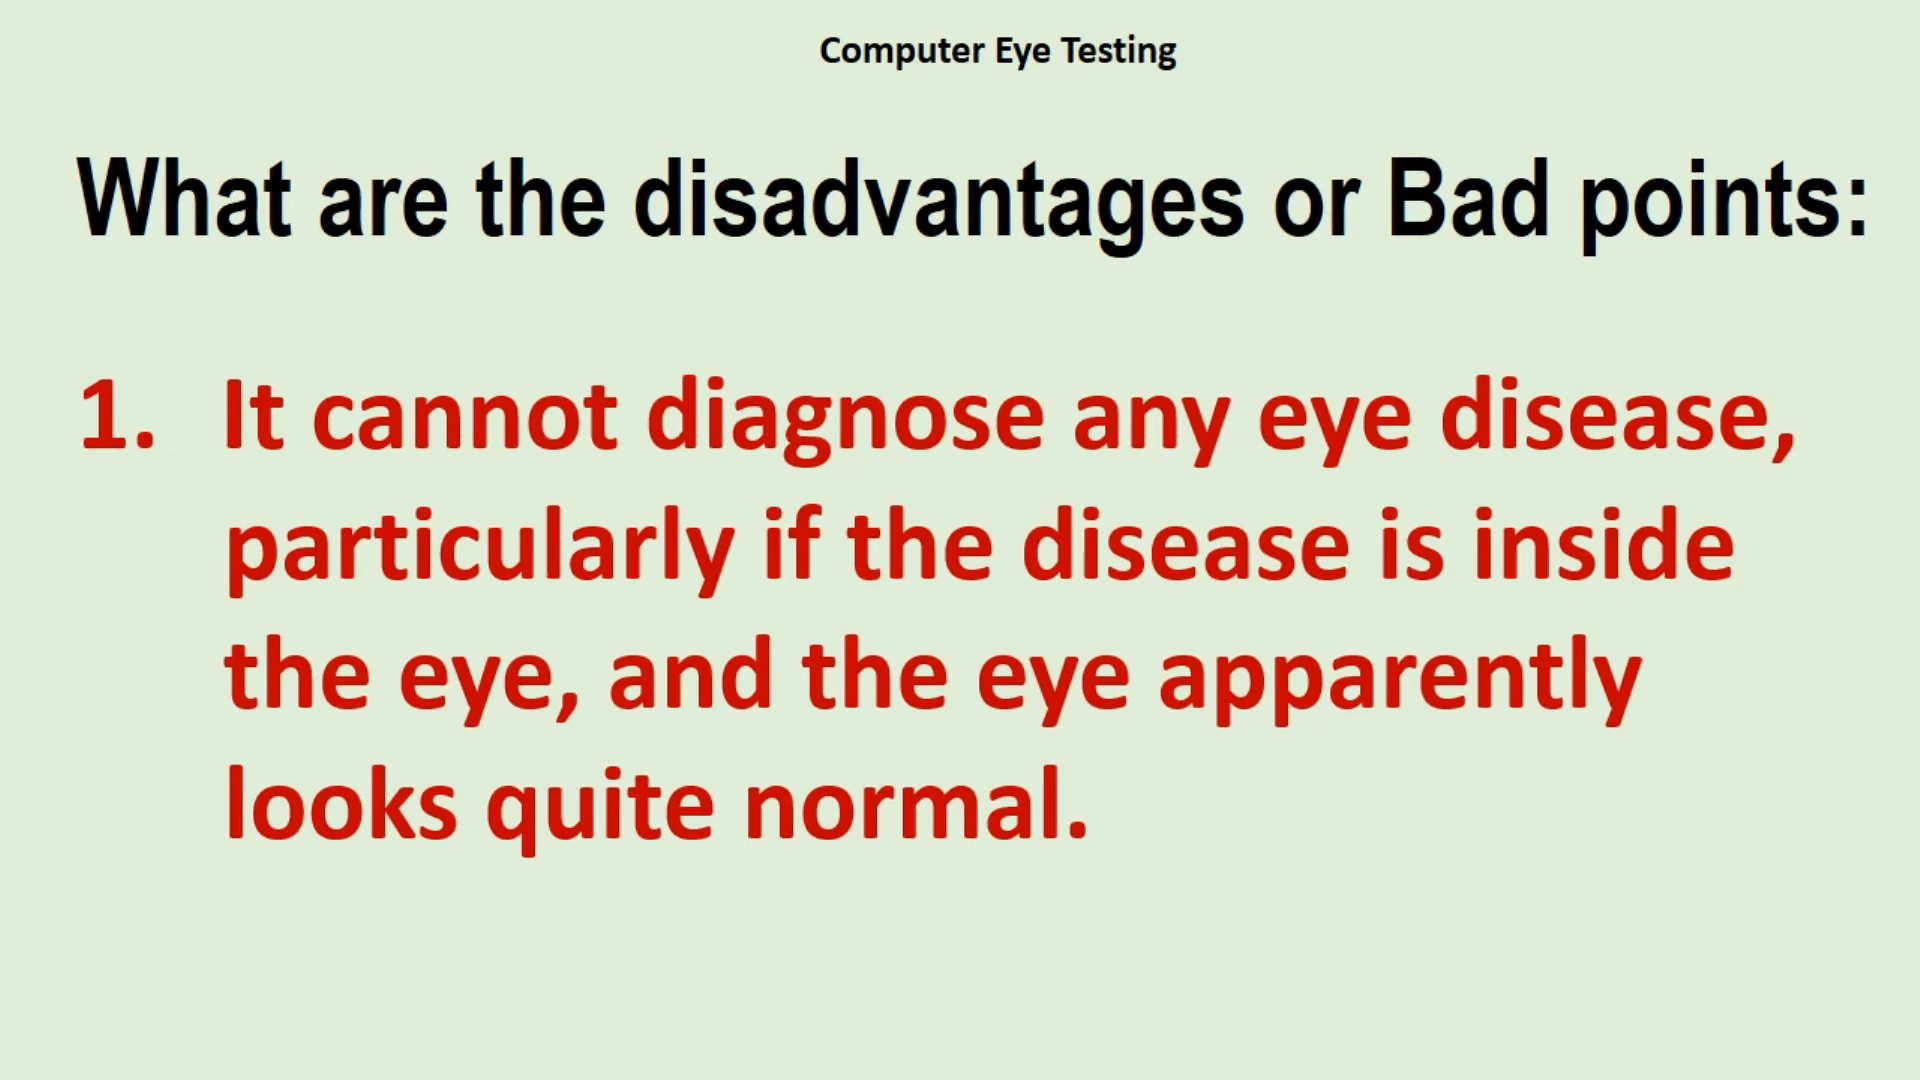 Computer Eye Testing
What are the disadvantages or Bad points:
1. It cannot diagnose any eye disease,
particularly if the disease is inside
the eye, and the eye apparently
looks quite normal.